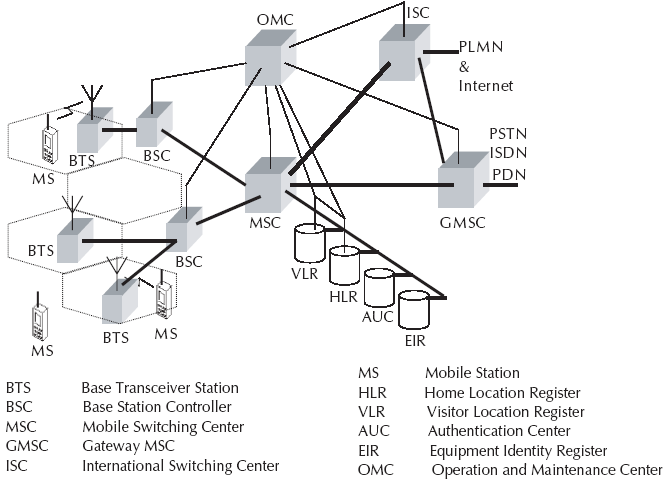 OMC
ISC
PLMN
&
Internet
BTS
BSC
MS
PSTN
ISDN
PDN
MSC
GMSC
BTS
BSC
VLR
HLR
AUC
EIR
MS
BTS
MS
BTS Base Transceiver Station
BSC Base Station Controller
MSC Mobile Switching Center
GMSC Gateway MSC
ISC International Switching Center
MS Mobile Station
HLR Home Location Register
VLR Visitor Location Register
AUC Authentication Center
EIR Equipment Identity Register
OMC Operation and Maintenance Center